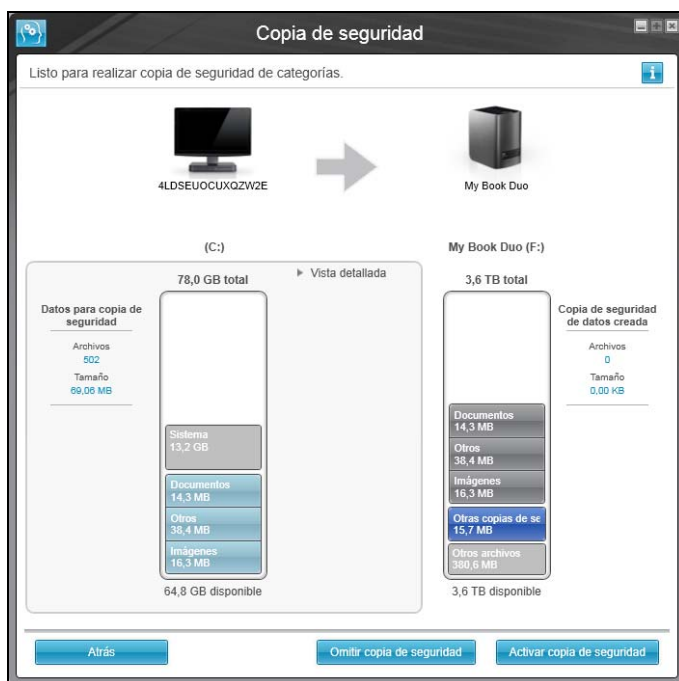 Copia de seguridad
Listo para realizar copia de seguridad de categorías.
4LDSEUOCUXQZW2E
My Book Duo
(C:)
My Book Duo (F:)
78,0 GB total
Vista detallada
3,6 TB total
Datos para copia de
seguridad
Archivos
502
Tamaño
69,06 MB
Sistema
13,2 GB
Documentos
14,3 MB
Otros
38,4 MB
Imágenes
16,3 MB
64,8 GB disponible
Documentos
14,3 MB
Otros
38,4 MB
Imágenes
16,3 MB
Otras copias de se
15,7 MB
Otros archivos
380,6 MB
3,6 TB disponible
Copia de seguridad
de datos creada
Archivos
0
Tamaño
0,00 KB
Atrás
Omitir copia de seguridad
Activar copia de seguridad